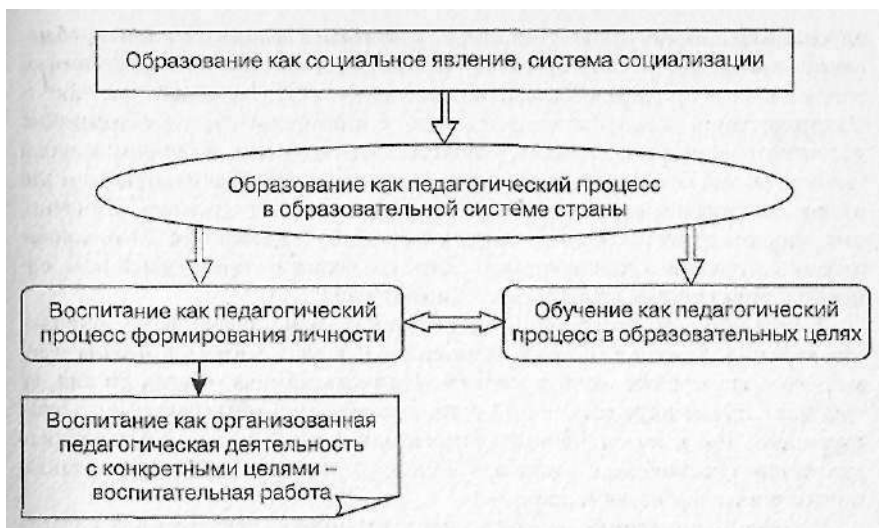 Образование как социальное явление, система социализации
Образование как педагогический процесс
в образовательной системе страны
Воспитание как педагогический
процесс формирования личности
Обучение как педагогический
процесс в образовательных целях
Воспитание как организованная
педагогическая деятельность
с конкретными целями –
воспитательная работа